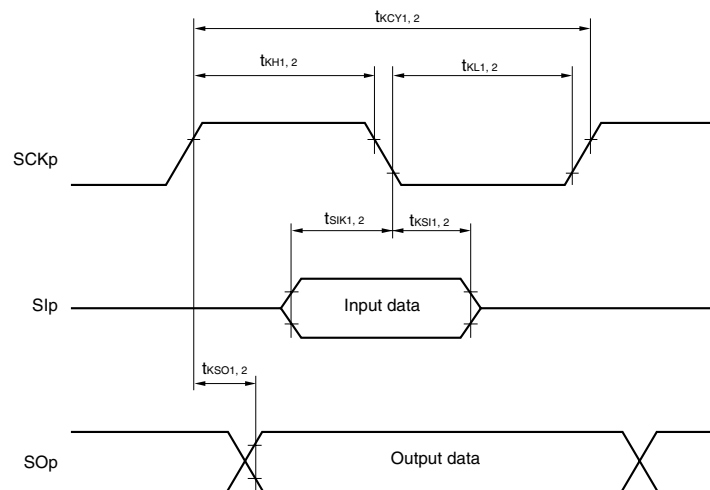 tKCY1, 2
tKH1, 2
tKL1, 2
SCKp
tSIK1, 2
tKSI1, 2
SIp
Input data
tKSO1, 2
SOp
Output data